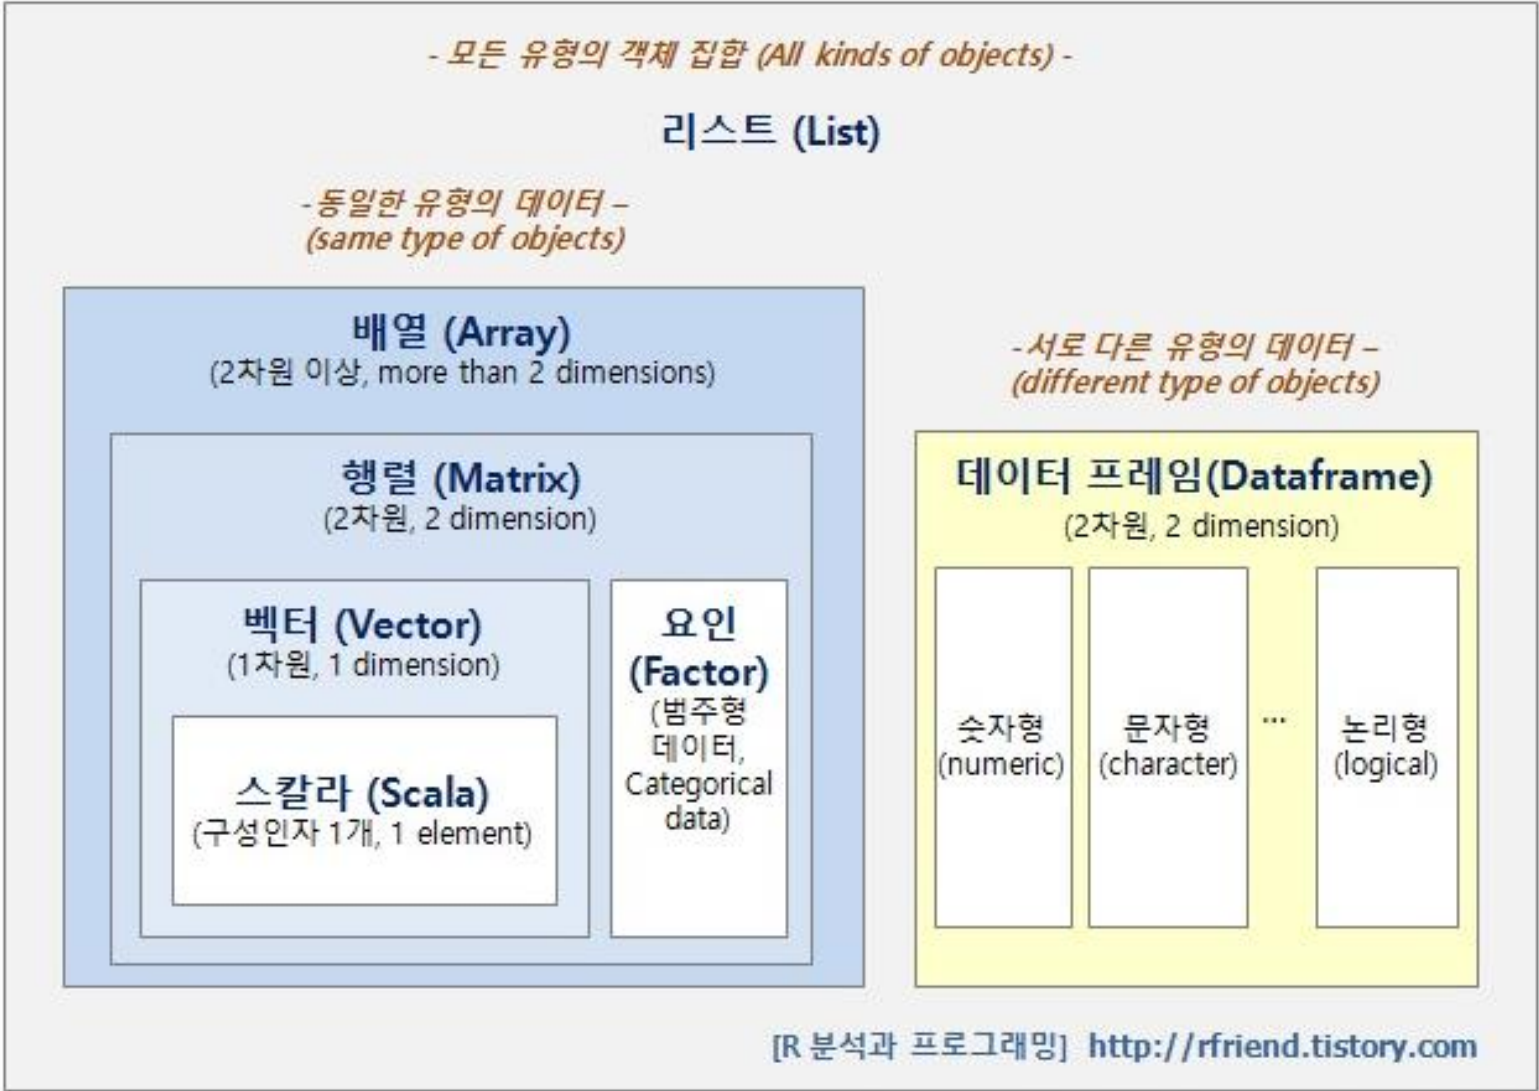 - 모든 유형의 객체 집합 (All kinds of objects) -
리스트 (List)
- 동일한 유형의 데이터 –
(same type of objects)
배열 (Array)
(2차원 이상, more than 2 dimensions)
행렬 (Matrix)
(2차원, 2 dimension)
벡터 (Vector)
(1차원, 1 dimension)
스칼라 (Scala)
(구성인자 1개, 1 element)
요인
(Factor)
(범주형
데이터,
Categorical
data)
- 서로 다른 유형의 데이터 –
(different type of objects)
데이터 프레임(Dataframe)
(2차원, 2 dimension)
숫자형
(numeric)
문자형
(character)
...
논리형
(logical)
[R 분석과 프로그래밍] http://rfriend.tistory.com